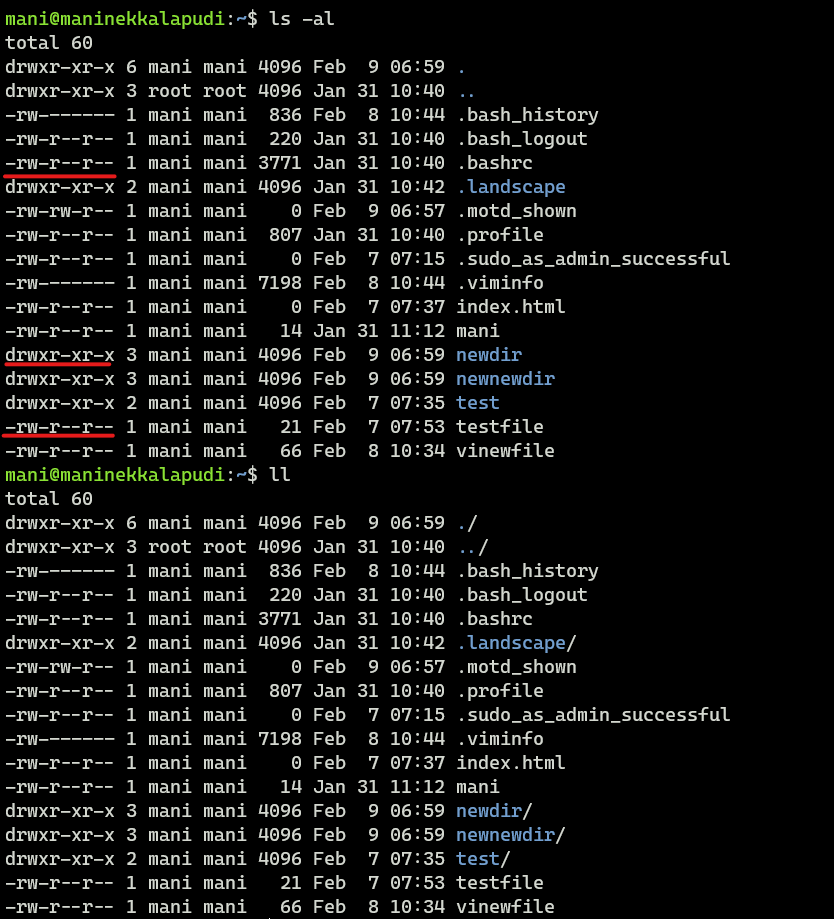 mani@maninekkalapudi:~$ ls -al
total 60
drwxr-xr-x 6 mani mani 4096 Feb  9 06:59 .
drwxr-xr-x 3 root root 4096 Jan 31 10:40 ..
-rw------- 1 mani mani  836 Feb  8 10:44 .bash_history
-rw-r--r-- 1 mani mani  220 Jan 31 10:40 .bash_logout
-rw-r--r-- 1 mani mani 3771 Jan 31 10:40 .bashrc
drwxr-xr-x 2 mani mani 4096 Jan 31 10:42 .landscape
-rw-rw-r-- 1 mani mani    0 Feb  9 06:57 .motd_shown
-rw-r--r-- 1 mani mani  807 Jan 31 10:40 .profile
-rw-r--r-- 1 mani mani    0 Feb  7 07:15 .sudo_as_admin_successful
-rw------- 1 mani mani 7198 Feb  8 10:44 .viminfo
-rw-r--r-- 1 mani mani    0 Feb  7 07:37 index.html
-rw-r--r-- 1 mani mani   14 Jan 31 11:12 mani
drwxr-xr-x 3 mani mani 4096 Feb  9 06:59 newdir
drwxr-xr-x 3 mani mani 4096 Feb  9 06:59 newnewdir
drwxr-xr-x 2 mani mani 4096 Feb  7 07:35 test
-rw-r--r-- 1 mani mani   21 Feb  7 07:53 testfile
-rw-r--r-- 1 mani mani   66 Feb  8 10:34 vinewfile
mani@maninekkalapudi:~$ ll
total 60
drwxr-xr-x 6 mani mani 4096 Feb  9 06:59 ./
drwxr-xr-x 3 root root 4096 Jan 31 10:40 ../
-rw------- 1 mani mani  836 Feb  8 10:44 .bash_history
-rw-r--r-- 1 mani mani  220 Jan 31 10:40 .bash_logout
-rw-r--r-- 1 mani mani 3771 Jan 31 10:40 .bashrc
drwxr-xr-x 2 mani mani 4096 Jan 31 10:42 .landscape/
-rw-rw-r-- 1 mani mani    0 Feb  9 06:57 .motd_shown
-rw-r--r-- 1 mani mani  807 Jan 31 10:40 .profile
-rw-r--r-- 1 mani mani    0 Feb  7 07:15 .sudo_as_admin_successful
-rw------- 1 mani mani 7198 Feb  8 10:44 .viminfo
-rw-r--r-- 1 mani mani    0 Feb  7 07:37 index.html
-rw-r--r-- 1 mani mani   14 Jan 31 11:12 mani
drwxr-xr-x 3 mani mani 4096 Feb  9 06:59 newdir/
drwxr-xr-x 3 mani mani 4096 Feb  9 06:59 newnewdir/
drwxr-xr-x 2 mani mani 4096 Feb  7 07:35 test/
-rw-r--r-- 1 mani mani   21 Feb  7 07:53 testfile
-rw-r--r-- 1 mani mani   66 Feb  8 10:34 vinewfile